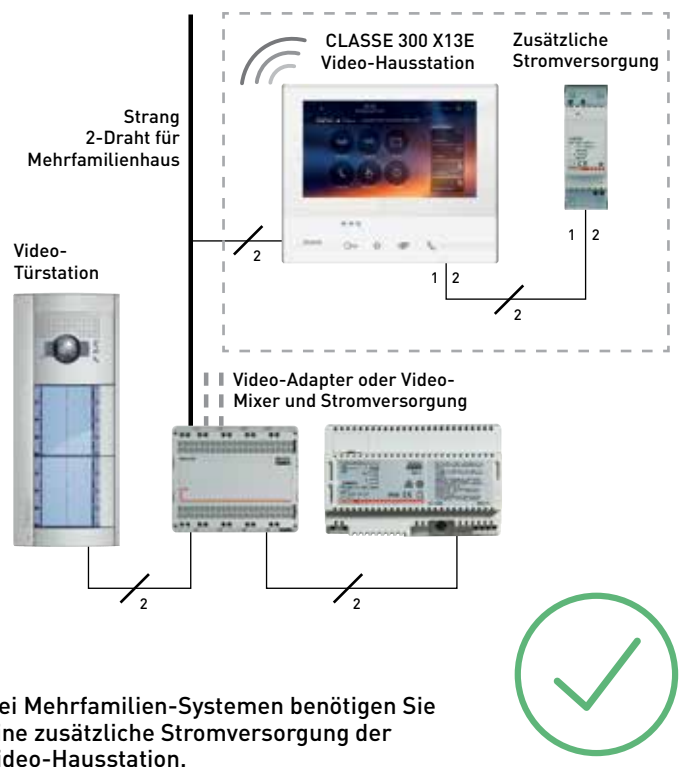 CLASSE 300 X13E
Video-Hausstation
Zusätzliche
Stromversorgung
Strang
2-Draht für
Mehrfamilienhaus
2
1 2
1 2
2
Video-
Türstation
Video-Adapter oder Video-
Mixer und Stromversorgung
2
2
ei Mehrfamilien-Systemen benötigen Sie
ine zusätzliche Stromversorgung der
ideo-Hausstation.